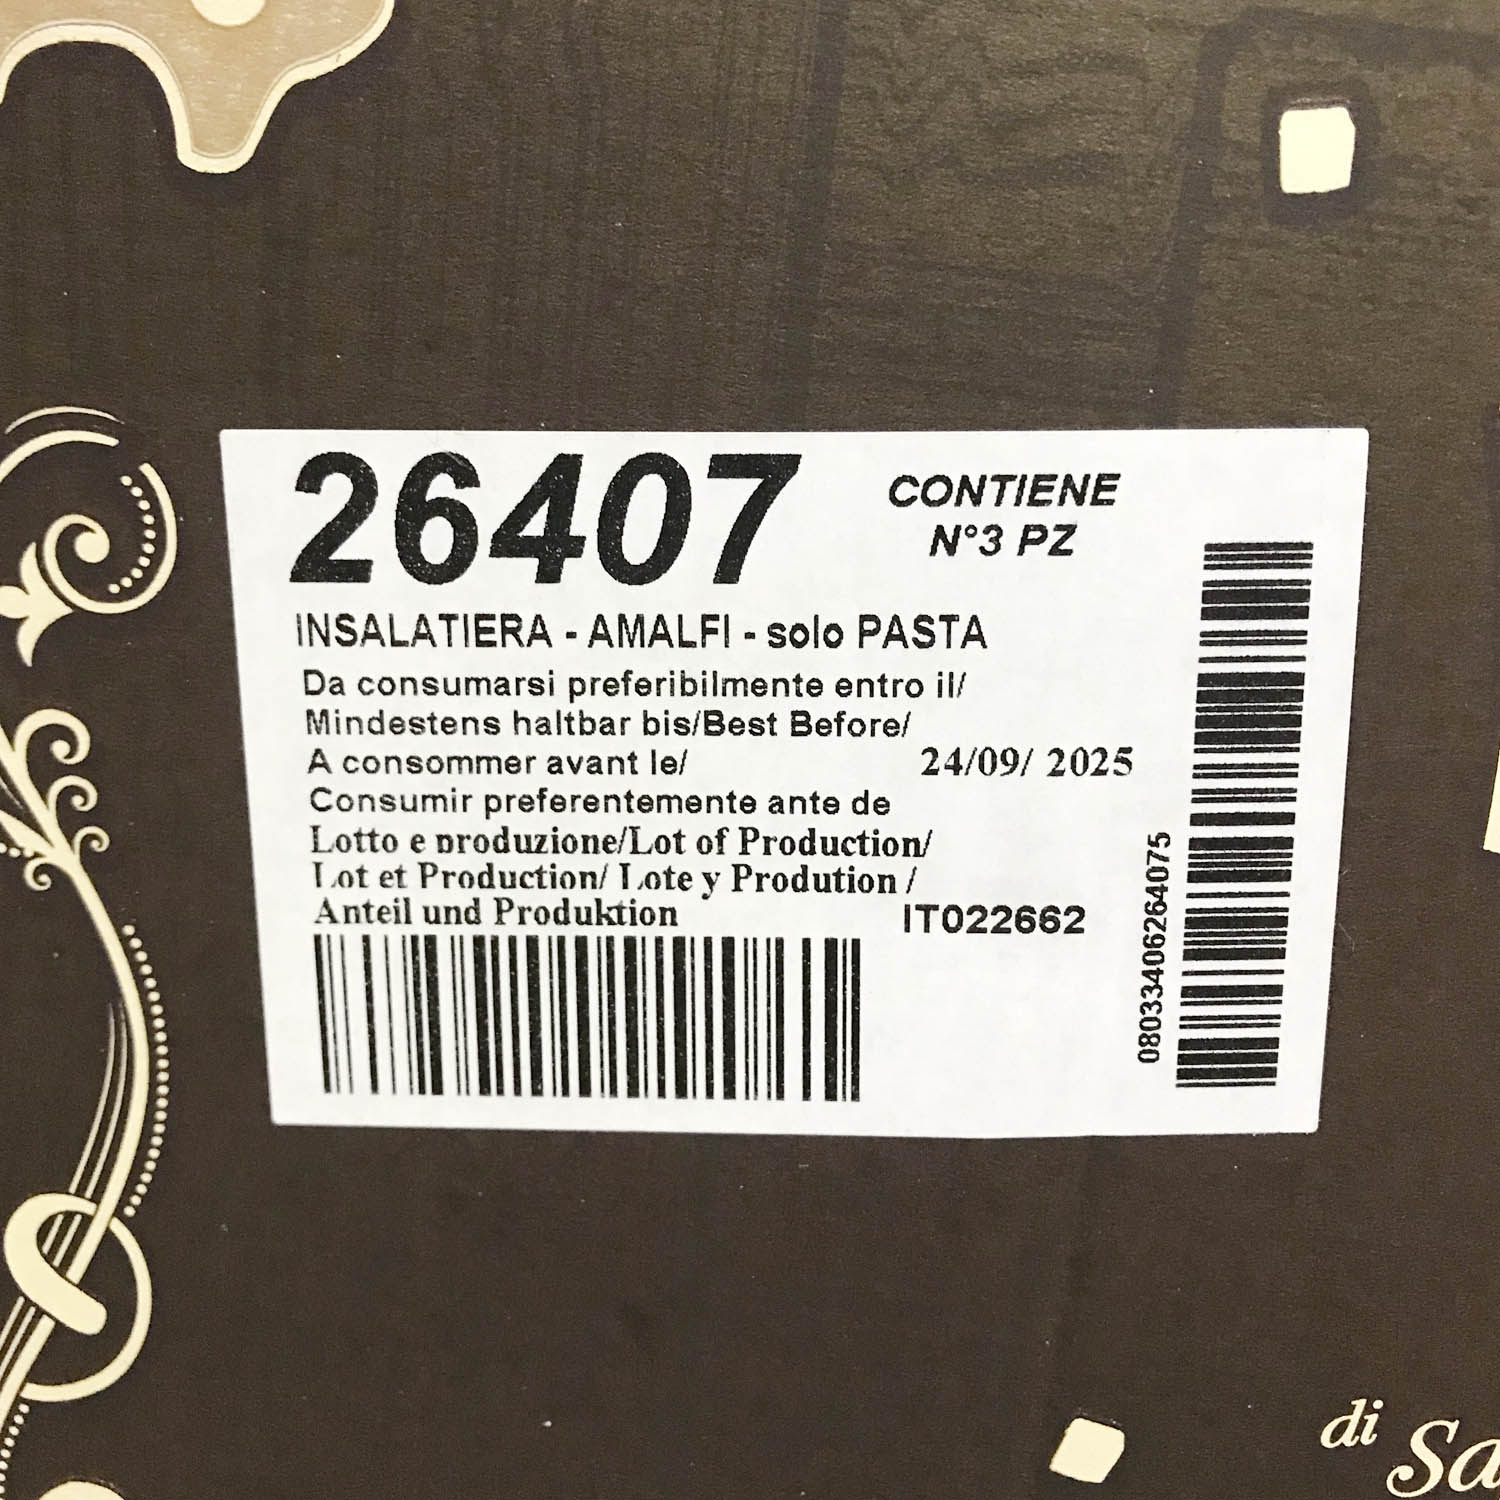 26407
CONTIENE
N°3 PZ
INSALATIERA - AMALFI - solo PASTA
Da consumarsi preferibilmente entro il/
Mindestens haltbar bis/Best Before/
A consommer avant le/ 24/09/ 2025
Consumir preferentemente ante de
Lotto e produzione/Lot of Production/
Lot et Production/ Lote y Prodution /
Anteil und Produktion IT022662
0803340626​4075
di Sa